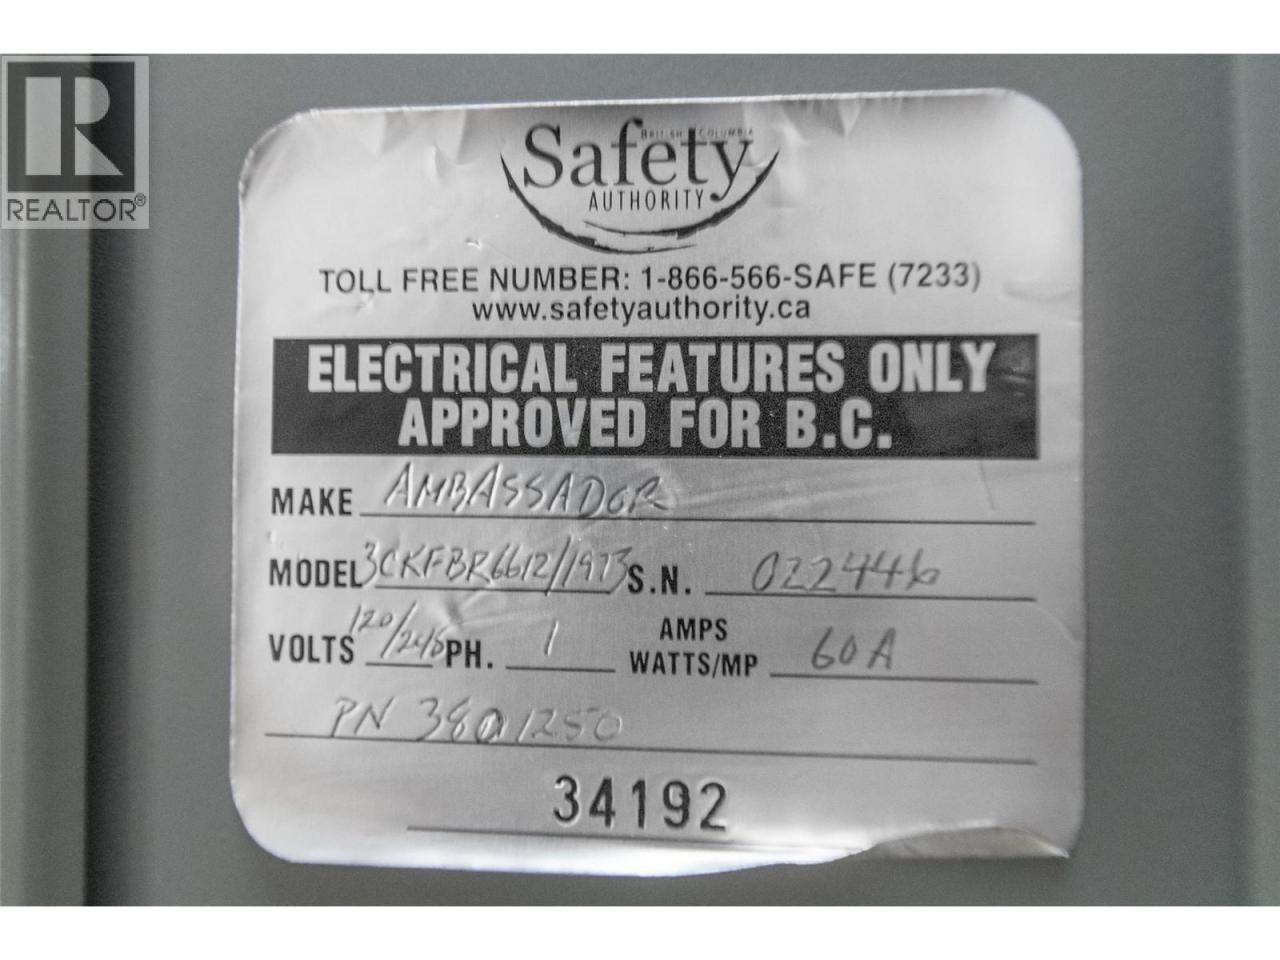 REALTOR®
BRITISH COLUMBIA
Safety
AUTHORITY
TOLL FREE NUMBER: 1-866-566-SAFE (7233)
www.safetyauthority.ca
ELECTRICAL FEATURES ONLY
APPROVED FOR B.C.
MAKE AMBASSADOR
MODEL 3CKFBR6612/1973 S.N. 022446
VOLTS 120/240 PH. 1 AMPS WATTS/MP 60A
PN 3801250
34192